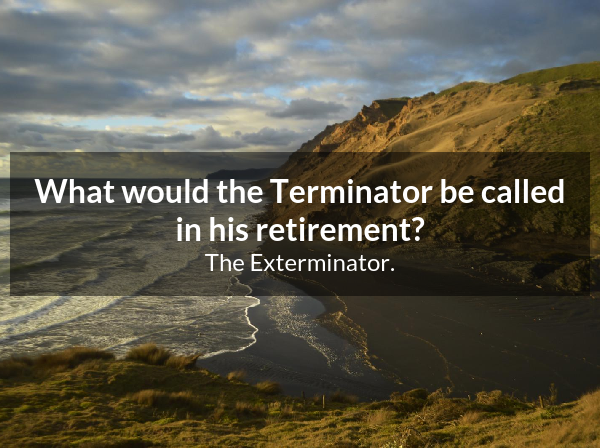 What would the Terminator be called
in his retirement?
The Exterminator.